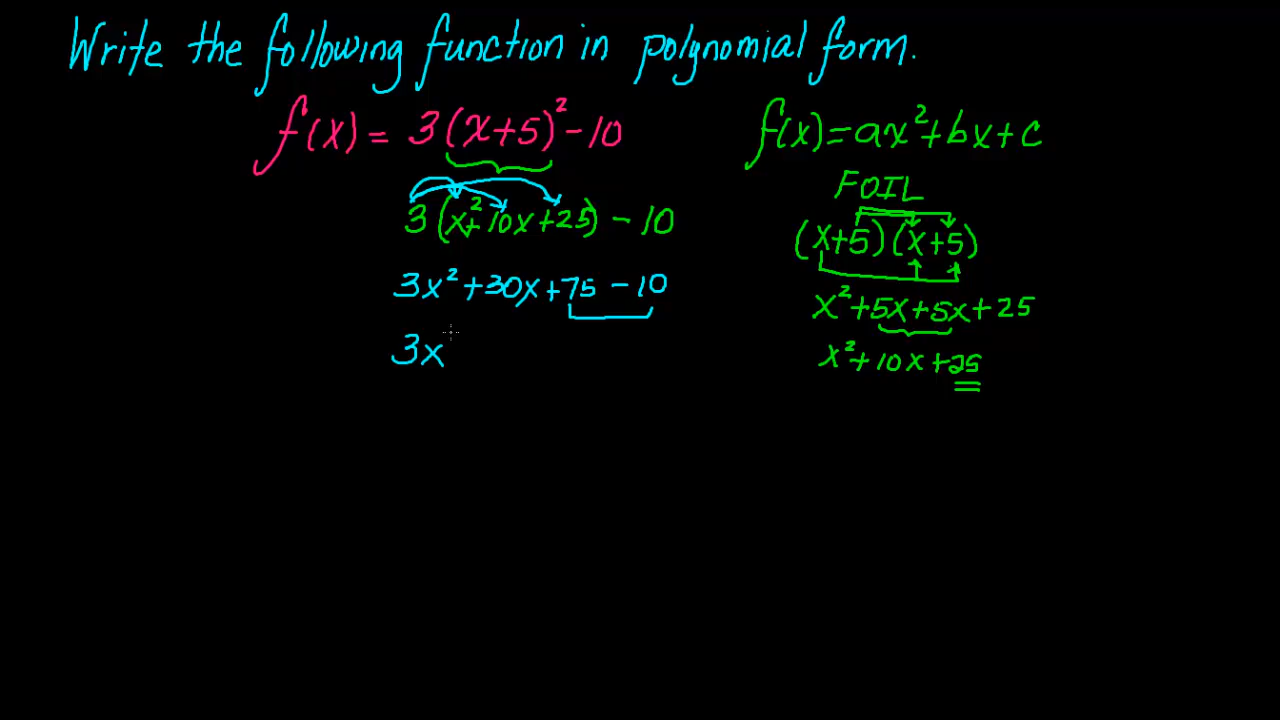 Write the following function in polynomial form.
f(x) = 3(x+5)² - 10
3(x²+10x+25) - 10
3x² + 30x + 75 - 10
3x
f(x) = ax² + bx + c
FOIL
(x+5)(x+5)
x² + 5x + 5x + 25
x² + 10x + 25